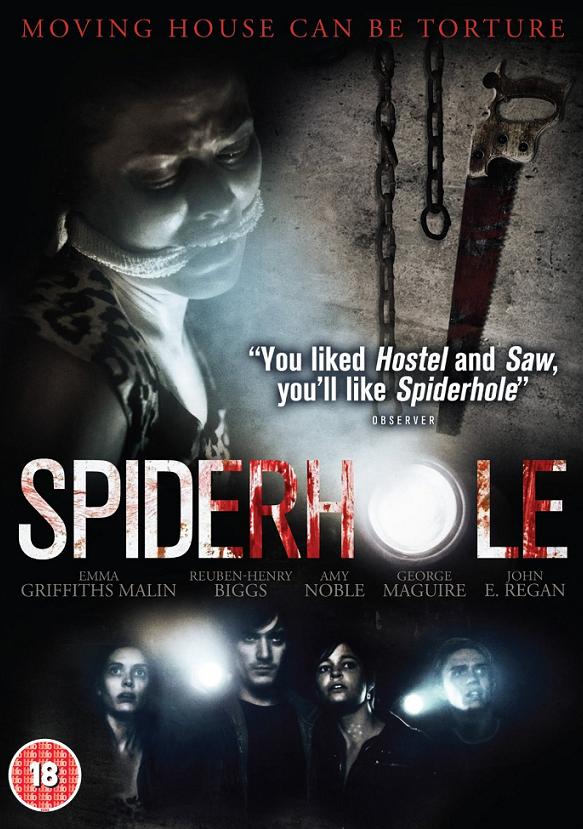 MOVING HOUSE CAN BE TORTURE
“You liked Hostel and Saw,
you’ll like Spiderhole”
OBSERVER
SPIDERHOLE
EMMA GRIFFITHS MALIN
REUBEN-HENRY BIGGS
AMY NOBLE
GEORGE MAGUIRE
JOHN E. REGAN
18